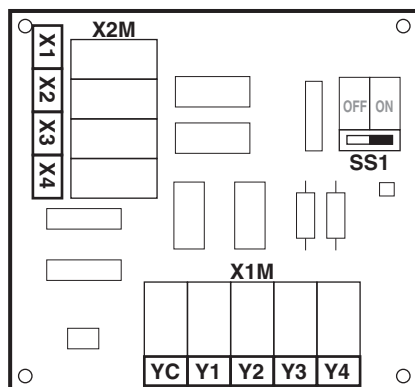 X2M
X1
X2
X3
X4
OFF ON
SS1
X1M
YC Y1 Y2 Y3 Y4